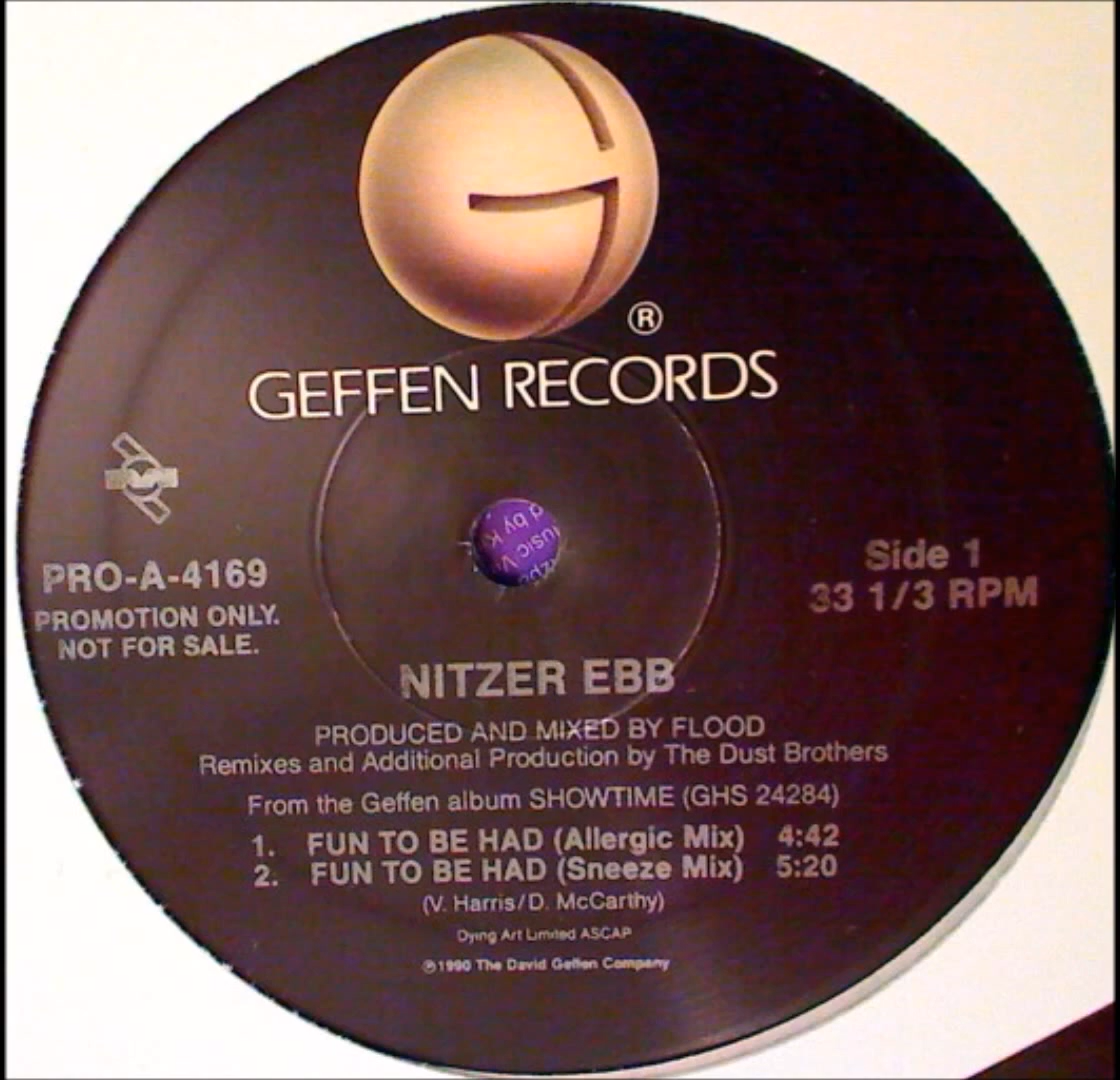 ®
GEFFEN RECORDS
PRO-A-4169
PROMOTION ONLY.
NOT FOR SALE.
Side 1
33 1/3 RPM
NITZER EBB
PRODUCED AND MIXED BY FLOOD
Remixes and Additional Production by The Dust Brothers
From the Geffen album SHOWTIME (GHS 24284)
1. FUN TO BE HAD (Allergic Mix) 4:42
2. FUN TO BE HAD (Sneeze Mix) 5:20
(V. Harris/D. McCarthy)
Dying Art Limited ASCAP
℗1990 The David Geffen Company